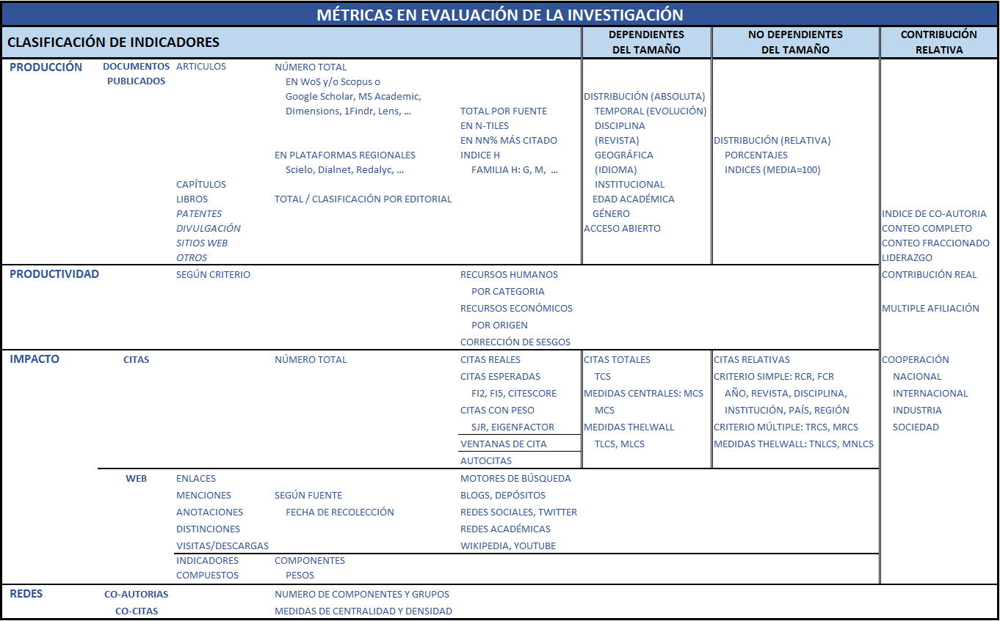 MÉTRICAS EN EVALUACIÓN DE LA INVESTIGACIÓN
CLASIFICACIÓN DE INDICADORES DEPENDIENTES DEL TAMAÑO NO DEPENDIENTES DEL TAMAÑO CONTRIBUCIÓN RELATIVA
PRODUCCIÓN DOCUMENTOS ARTICULOS NÚMERO TOTAL
PUBLICADOS EN WoS y/o Scopus o
Google Scholar, MS Academic, DISTRIBUCIÓN (ABSOLUTA)
Dimensions, 1Findr, Lens, … TOTAL POR FUENTE TEMPORAL (EVOLUCIÓN)
EN N-TILES DISCIPLINA
EN NN% MÁS CITADO (REVISTA) DISTRIBUCIÓN (RELATIVA)
EN PLATAFORMAS REGIONALES INDICE H GEOGRÁFICA PORCENTAJES
Scielo, Dialnet, Redalyc, … FAMILIA H: G, M, … (IDIOMA) INDICES (MEDIA=100)
CAPÍTULOS INSTITUCIONAL
LIBROS TOTAL / CLASIFICACIÓN POR EDITORIAL EDAD ACADÉMICA
PATENTES GÉNERO INDICE DE CO-AUTORIA
DIVULGACIÓN ACCESO ABIERTO CONTEO COMPLETO
SITIOS WEB CONTEO FRACCIONADO
OTROS LIDERAZGO
PRODUCTIVIDAD SEGÚN CRITERIO RECURSOS HUMANOS CONTRIBUCIÓN REAL
POR CATEGORIA
RECURSOS ECONÓMICOS MULTIPLE AFILIACIÓN
POR ORIGEN
CORRECCIÓN DE SESGOS
IMPACTO CITAS NÚMERO TOTAL CITAS REALES CITAS TOTALES CITAS RELATIVAS COOPERACIÓN
CITAS ESPERADAS TCS CRITERIO SIMPLE: RCR, FCR NACIONAL
FI2, FI5, CITESCORE MEDIDAS CENTRALES: MCS AÑO, REVISTA, DISCIPLINA, INTERNACIONAL
CITAS CON PESO MCS INSTITUCIÓN, PAÍS, REGIÓN INDUSTRIA
SJR, EIGENFACTOR MEDIDAS THELWALL CRITERIO MÚLTIPLE: TRCS, MRCS SOCIEDAD
VENTANAS DE CITA TLCS, MLCS MEDIDAS THELWALL: TNLCS, MNLCS
AUTOCITAS
WEB ENLACES MOTORES DE BÚSQUEDA
MENCIONES SEGÚN FUENTE BLOGS, DEPÓSITOS
ANOTACIONES FECHA DE RECOLECCIÓN REDES SOCIALES, TWITTER
DISTINCIONES REDES ACADÉMICAS
VISITAS/DESCARGAS WIKIPEDIA, YOUTUBE
INDICADORES COMPONENTES
COMPUESTOS PESOS
REDES CO-AUTORIAS NUMERO DE COMPONENTES Y GRUPOS
CO-CITAS MEDIDAS DE CENTRALIDAD Y DENSIDAD